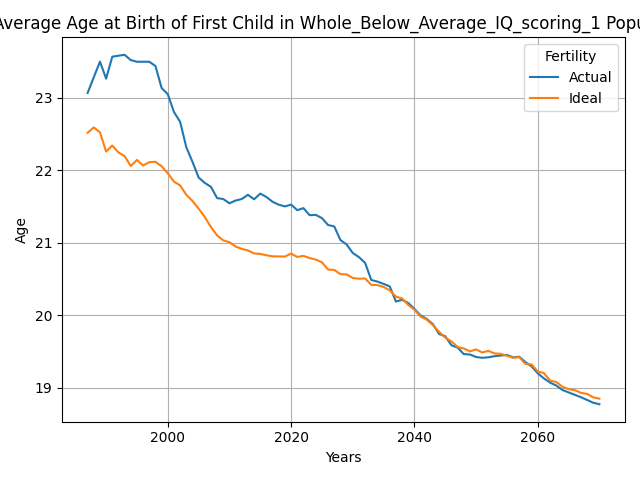 Average Age at Birth of First Child in Whole_Below_Average_IQ_scoring_1
Fertility
Actual
Ideal
Age
23
22
21
20
19
2000
2020
2040
2060
Years